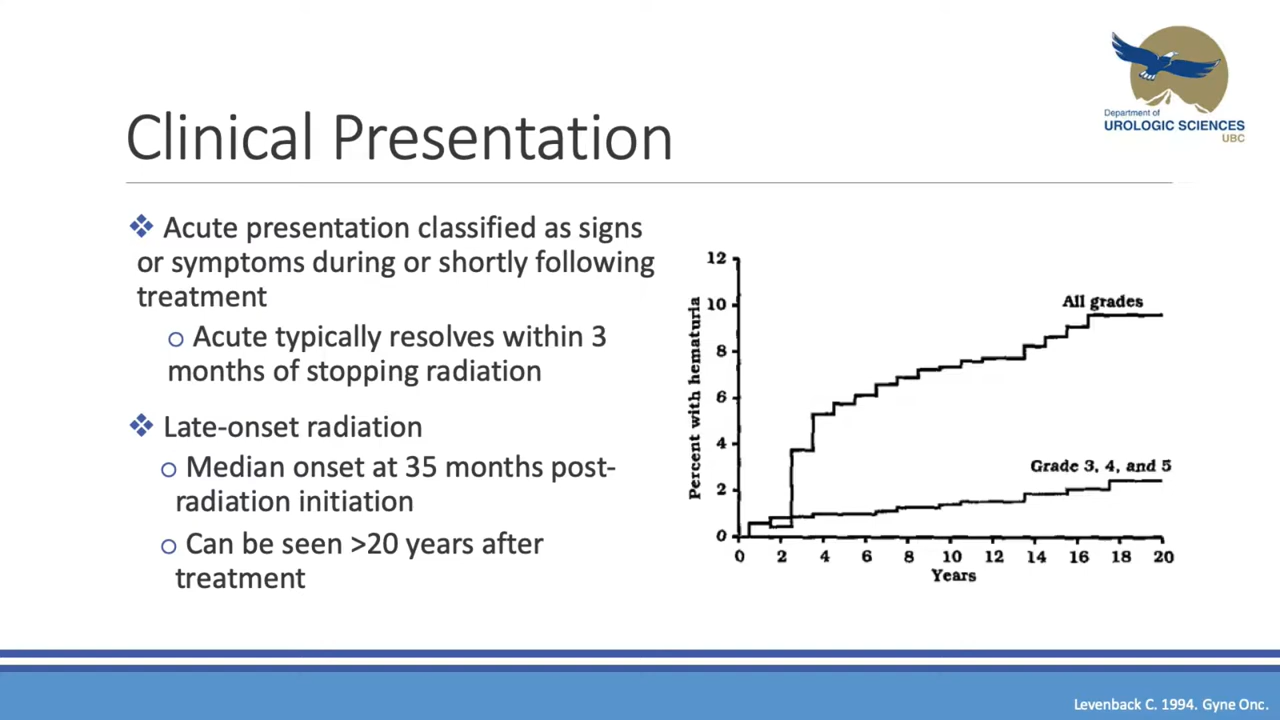 Department of
UROLOGIC SCIENCES
UBC
Clinical Presentation
❖ Acute presentation classified as signs
or symptoms during or shortly following
treatment
o Acute typically resolves within 3
months of stopping radiation
❖ Late-onset radiation
o Median onset at 35 months post-
radiation initiation
o Can be seen >20 years after
treatment
Percent with hematuria
12
10
8
6
4
2
0
All grades
Grade 3, 4, and 5
0 2 4 6 8 10 12 14 16 18 20
Years
Levenback C. 1994. Gyne Onc.